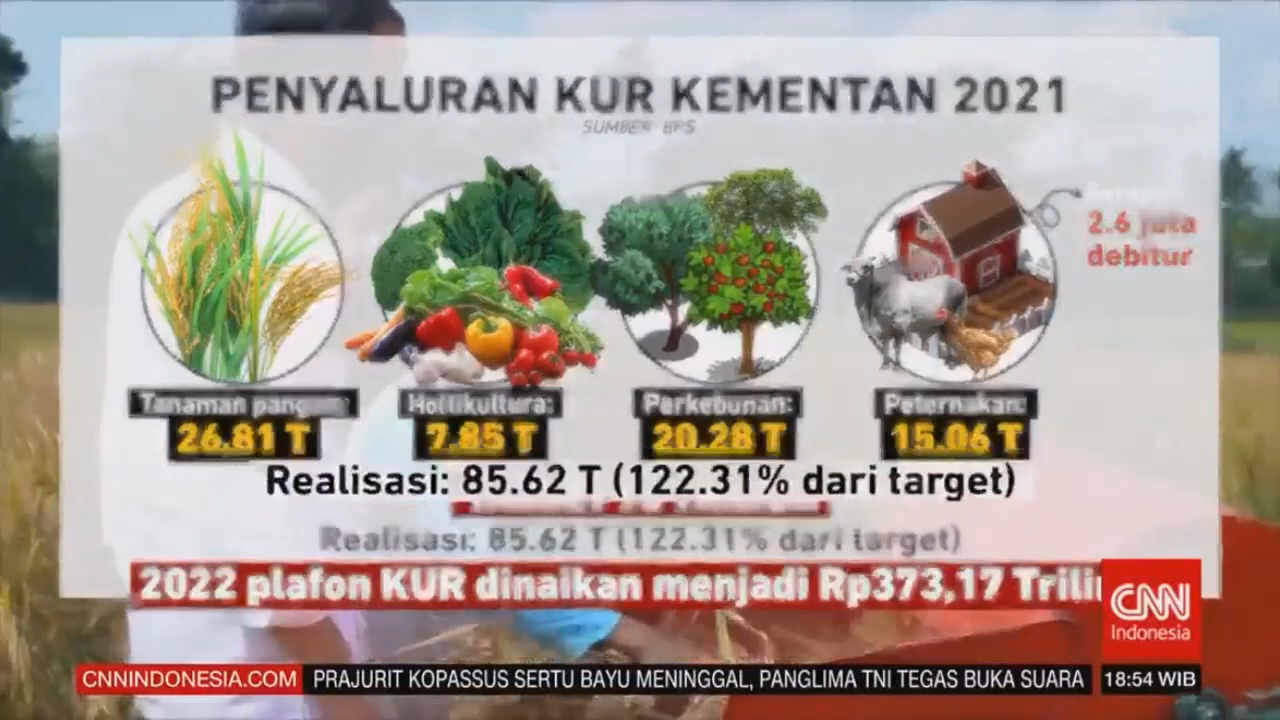 PENYALURAN KUR KEMENTAN 2021
SUMBER BPS
2.6 juta
debitur
Tanaman
Hortikultura:
Perkebunan:
Peternakan:
26.81 T
7.85 T
20.28 T
15.06 T
Realisasi: 85.62 T (122.31% dari target)
Realisasi: 85.62 T (122.31% dari target)
2022 plafon KUR dinaikan menjadi Rp373,17
CNN
Indonesia
CNNINDONESIA.COM PRAJURIT KOPASSUS SERTU BAYU MENINGGAL, PANGLIMA TNI TEGAS BUKA SUARA 18:54 WIB